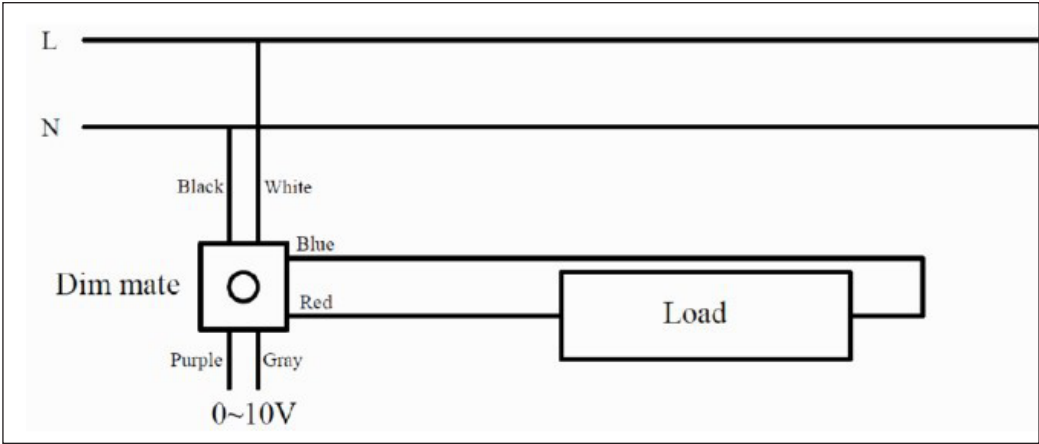 L
N
Black White
Blue
Dim mate
Red
Load
Purple Gray
0~10V